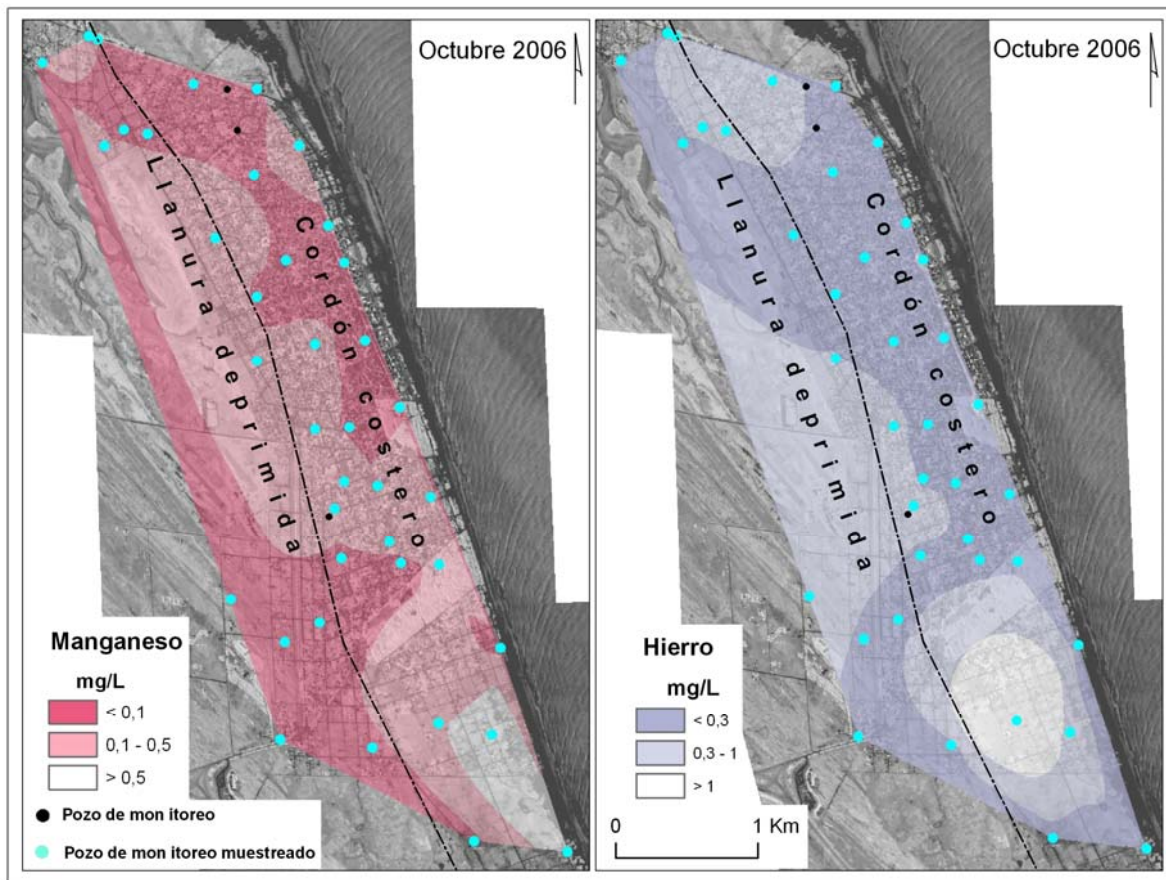 Octubre 2006
Llanura deprimida
Cordón costero
Manganeso
mg/L
< 0,1
0,1 - 0,5
> 0,5
Pozo de mon itoreo
Pozo de mon itoreo muestreado
Octubre 2006
Llanura deprimida
Cordón costero
Hierro
mg/L
< 0,3
0,3 - 1
> 1
0 1 Km